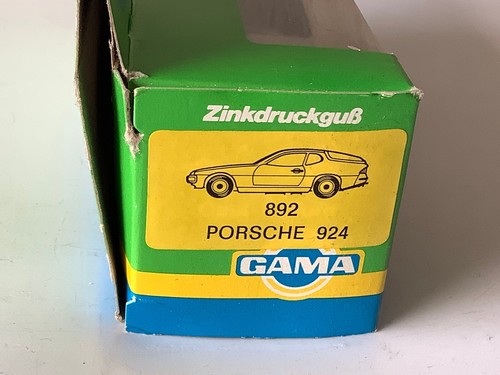 Zinkdruckguß
892
PORSCHE 924
GAMA